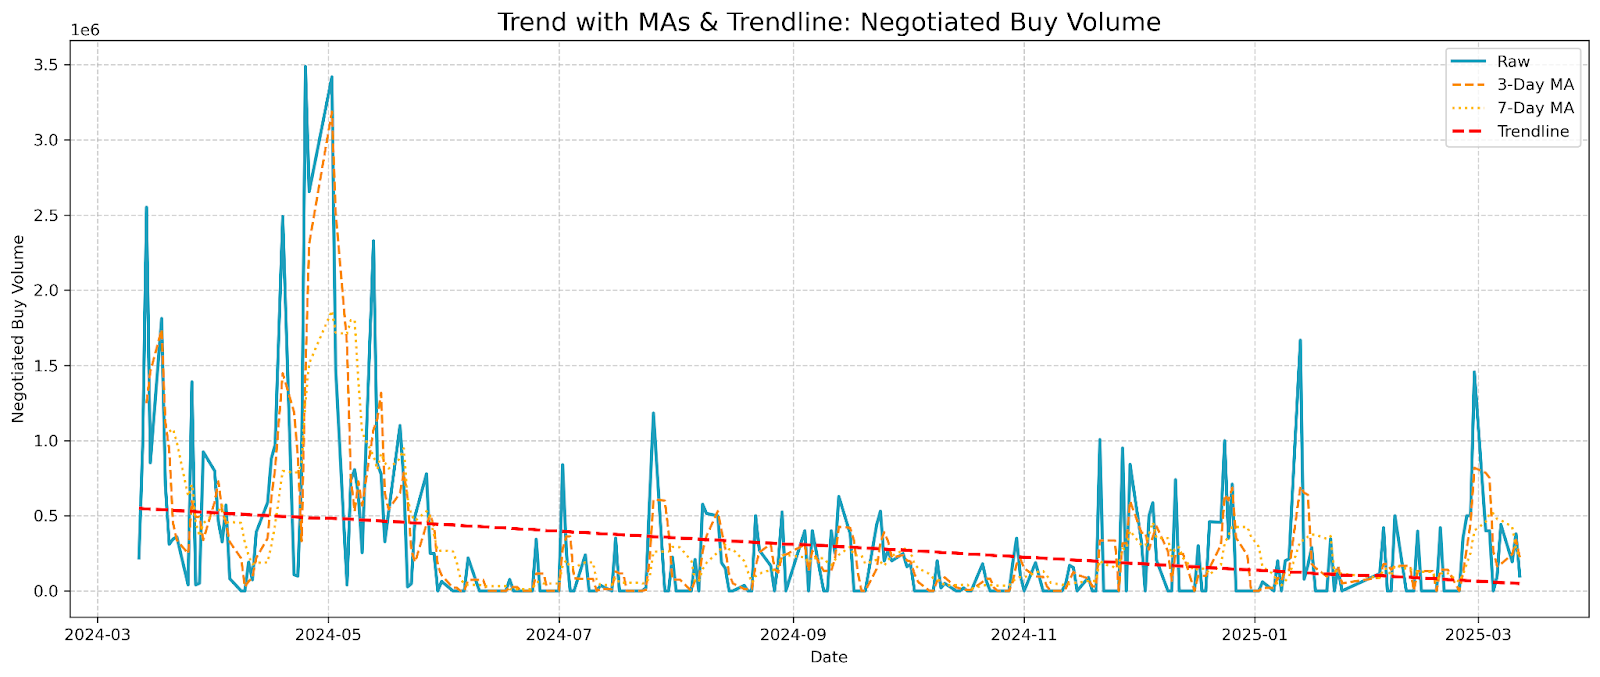 Trend with MAs & Trendline: Negotiated Buy Volume
1e6
Raw
3-Day MA
7-Day MA
Trendline
3.5
3.0
2.5
2.0
1.5
1.0
0.5
0.0
Negotiated Buy Volume
2024-03
2024-05
2024-07
2024-09
2024-11
2025-01
2025-03
Date